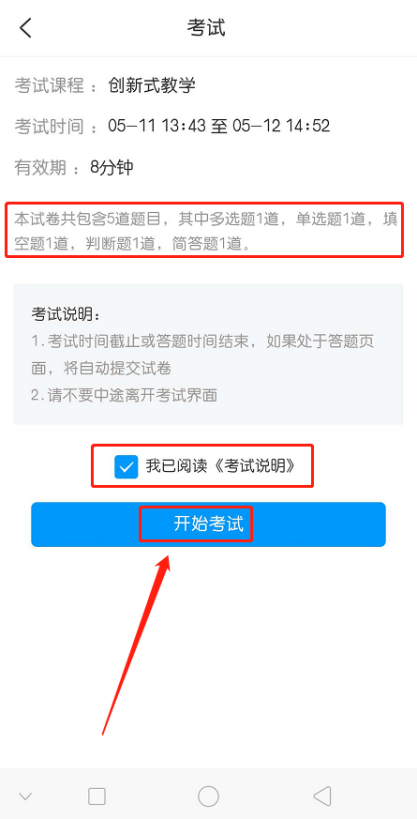 考试
考试课程 ：创新式教学
考试时间 ：05-11 13:43 至 05-12 14:52
有效期 ：8分钟
本试卷共包含5道题目，其中多选题1道，单选题1道，填
空题1道，判断题1道，简答题1道。
考试说明：
1.考试时间截止或答题时间结束，如果处于答题页
面，将自动提交试卷
2.请不要中途离开考试界面
我已阅读《考试说明》
开始考试